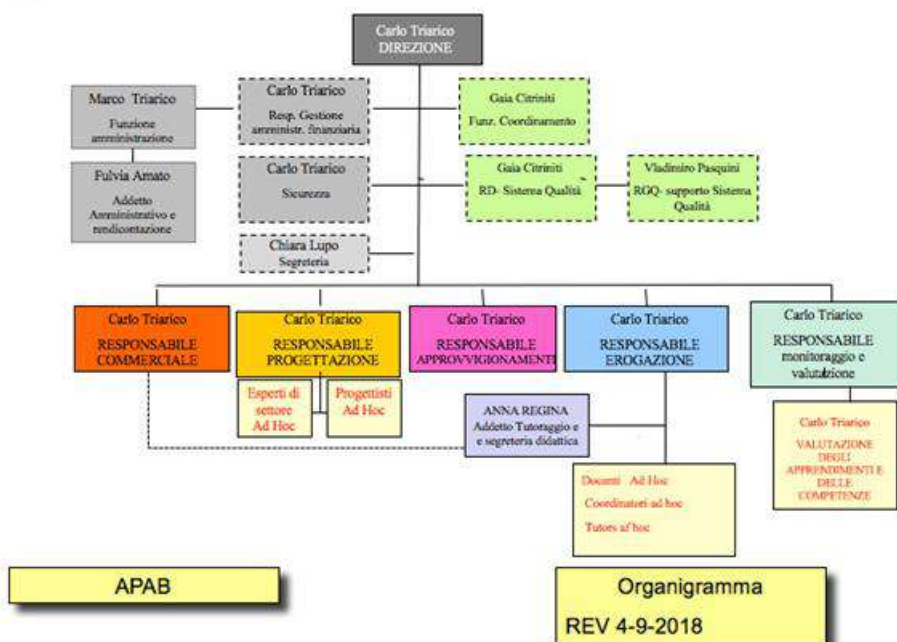 Carlo Triarico
DIREZIONE
Marco Triarico
Funzione
amministrazione
Carlo Triarico
Resp. Gestione
amministr. finanziaria
Gaia Citriniti
Funz. Coordinamento
Fulvia Amato
Addetto
Amministrativo e
rendicontazione
Carlo Triarico
Sicurezza
Gaia Citriniti
RD- Sistema Qualità
Vladimiro Pasquini
RGQ- supporto Sistema
Qualità
Chiara Lupo
Segreteria
Carlo Triarico
RESPONSABILE
COMMERCIALE
Carlo Triarico
RESPONSABILE
PROGETTAZIONE
Carlo Triarico
RESPONSABILE
APPROVVIGIONAMENTI
Carlo Triarico
RESPONSABILE
EROGAZIONE
Carlo Triarico
RESPONSABILE
monitoraggio e
valutazione
Esperti di
settore
Ad Hoc
Progettisti
Ad Hoc
ANNA REGINA
Addetto Tutoraggio e
e segreteria didattica
Carlo Triarico
VALUTAZIONE
DEGLI
APPRENDIMENTI E
DELLE
COMPETENZE
Docenti Ad Hoc
Coordinatori ad hoc
Tutors af hoc
APAB
Organigramma
REV 4-9-2018